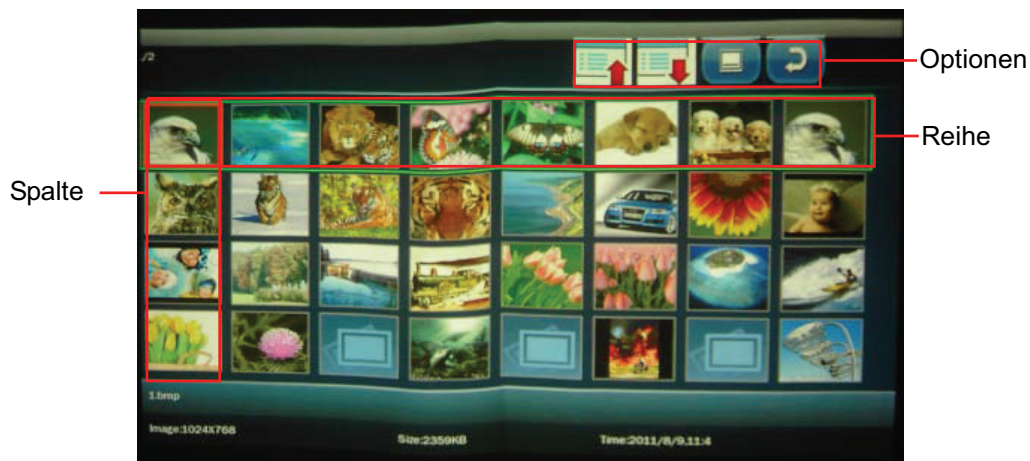 /2
Optionen
Reihe
Spalte
1.bmp
Image:1024X768
Size:2359KB
Time:2011/8/9.11:4